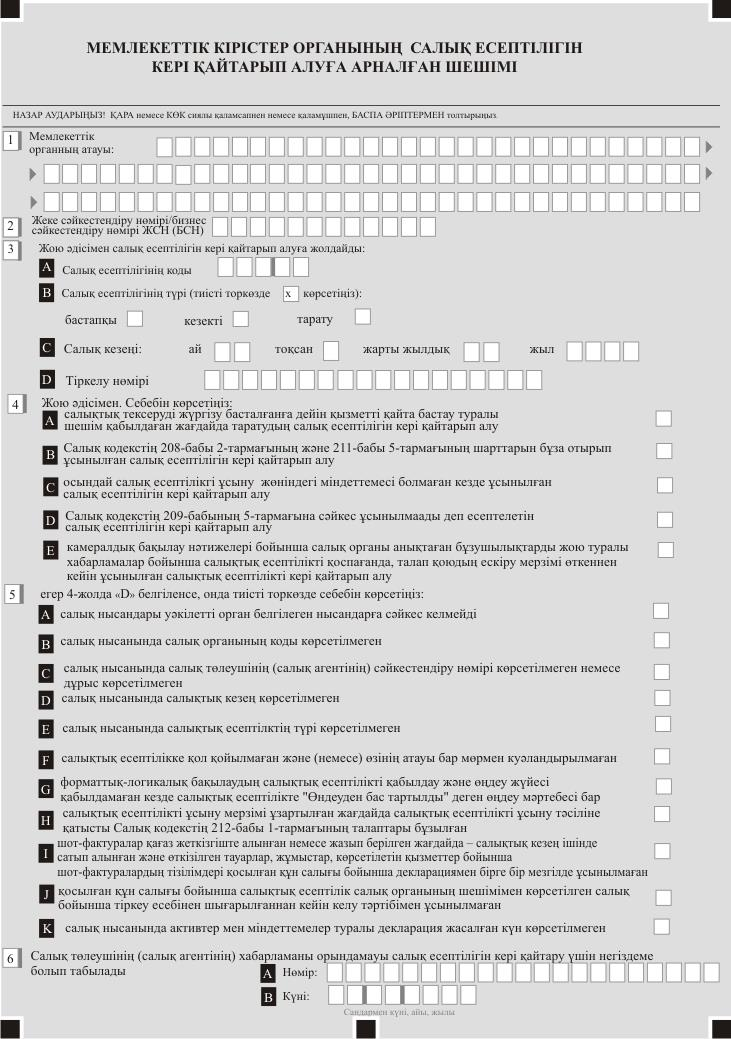 МЕМЛЕКЕТТІК КІРІСТЕР ОРГАНЫНЫҢ САЛЫҚ ЕСЕПТІЛІГІН
КЕРІ ҚАЙТАРЫП АЛУҒА АРНАЛҒАН ШЕШІМІ
НАЗАР АУДАРЫҢЫЗ! ҚАРА немесе КӨК сиялы қаламсаппен немесе қаламұшпен, БАСПА ӘРІПТЕРМЕН толтырыңыз.
1 Мемлекеттік
органның атауы:
2 Жеке сәйкестендіру нөмірі/бизнес
сәйкестендіру нөмірі ЖСН (БСН)
3 Жою әдісімен салық есептілігін кері қайтарып алуға жолдайды:
A Салық есептілігінің коды
B Салық есептілігінің түрі (тиісті торкөзде x көрсетіңіз):
бастапқы кезекті тарату
C Салық кезеңі: ай тоқсан жарты жылдық жыл
D Тіркелу нөмірі
4 Жою әдісімен. Себебін көрсетіңіз:
A салықтық тексеруді жүргізу басталғанға дейін қызметті қайта бастау туралы
шешім қабылдаған жағдайда таратудың салық есептілігін кері қайтарып алу
B Салық кодекстің 208-бабы 2-тармағының және 211-бабы 5-тармағының шарттарын бұза отырып
ұсынылған салық есептілігін кері қайтарып алу
C осындай салық есептілікті ұсыну жөніндегі міндеттемесі болмаған кезде ұсынылған
салық есептілігін кері қайтарып алу
D Салық кодекстің 209-бабының 5-тармағына сәйкес ұсынылмаады деп есептелетін
салық есептілігін кері қайтарып алу
E камералдық бақылау нәтижелері бойынша салық органы анықтаған бұзушылықтарды жою туралы
хабарламалар бойынша салық есептілікті қоспағанда, талап қоюдың ескіру мерзімі өткеннен
кейін ұсынылған салықтық есептілікті кері қайтарып алу
5 егер 4-жолда «D» белгіленсе, онда тиісті торкөзде себебін көрсетіңіз:
A салық нысандары уәкілетті орган белгілеген нысандарға сәйкес келмейді
B салық нысанында салық органының коды көрсетілмеген
C салық нысанында салық төлеушінің (салық агентінің) сәйкестендіру нөмірі көрсетілмеген немесе
дұрыс көрсетілмеген
D салық нысанында салықтық кезең көрсетілмеген
E салық нысанында салықтық есептілктің түрі көрсетілмеген
F салықтық есептілікке қол қойылмаған және (немесе) өзінің атауы бар мөрмен куәландырылмаған
G форматтық-логикалық бақылаудың салықтық есептілікті қабылдау және өңдеу жүйесі
қабылдамаған кезде салықтық есептілікте "Өңдеуден бас тартылды" деген өңдеу мәртебесі бар
H салықтық есептілікті ұсыну мерзімі ұзартылған жағдайда салықтық есептілікті ұсыну тәсіліне
қатысты Салық кодекстің 212-бабы 1-тармағының талаптары бұзылған
I шот-фактуралар қағаз жеткізгіште алынған немесе жазып берілген жағдайда – салықтық кезең ішінде
сатып алынған және өткізілген тауарлар, жұмыстар, көрсетілетін қызметтер бойынша
шот-фактуралардың тізілімдері қосылған құн салығы бойынша декларациямен бірге бір мезгілде ұсынылмаған
J қосылған құн салығы бойынша салықтық есептілік салық органының шешімімен көрсетілген салық
бойынша тіркеу есебінен шығарылғаннан кейін келу тәртібімен ұсынылмаған
K салық нысанында активтер мен міндеттемелер туралы декларация жасалған күн көрсетілмеген
6 Салық төлеушінің (салық агентінің) хабарламаны орындамауы салық есептілігін кері қайтару үшін негіздеме
болып табылады
A Нөмір:
B Күні:
Сандармен күні, айы, жылы